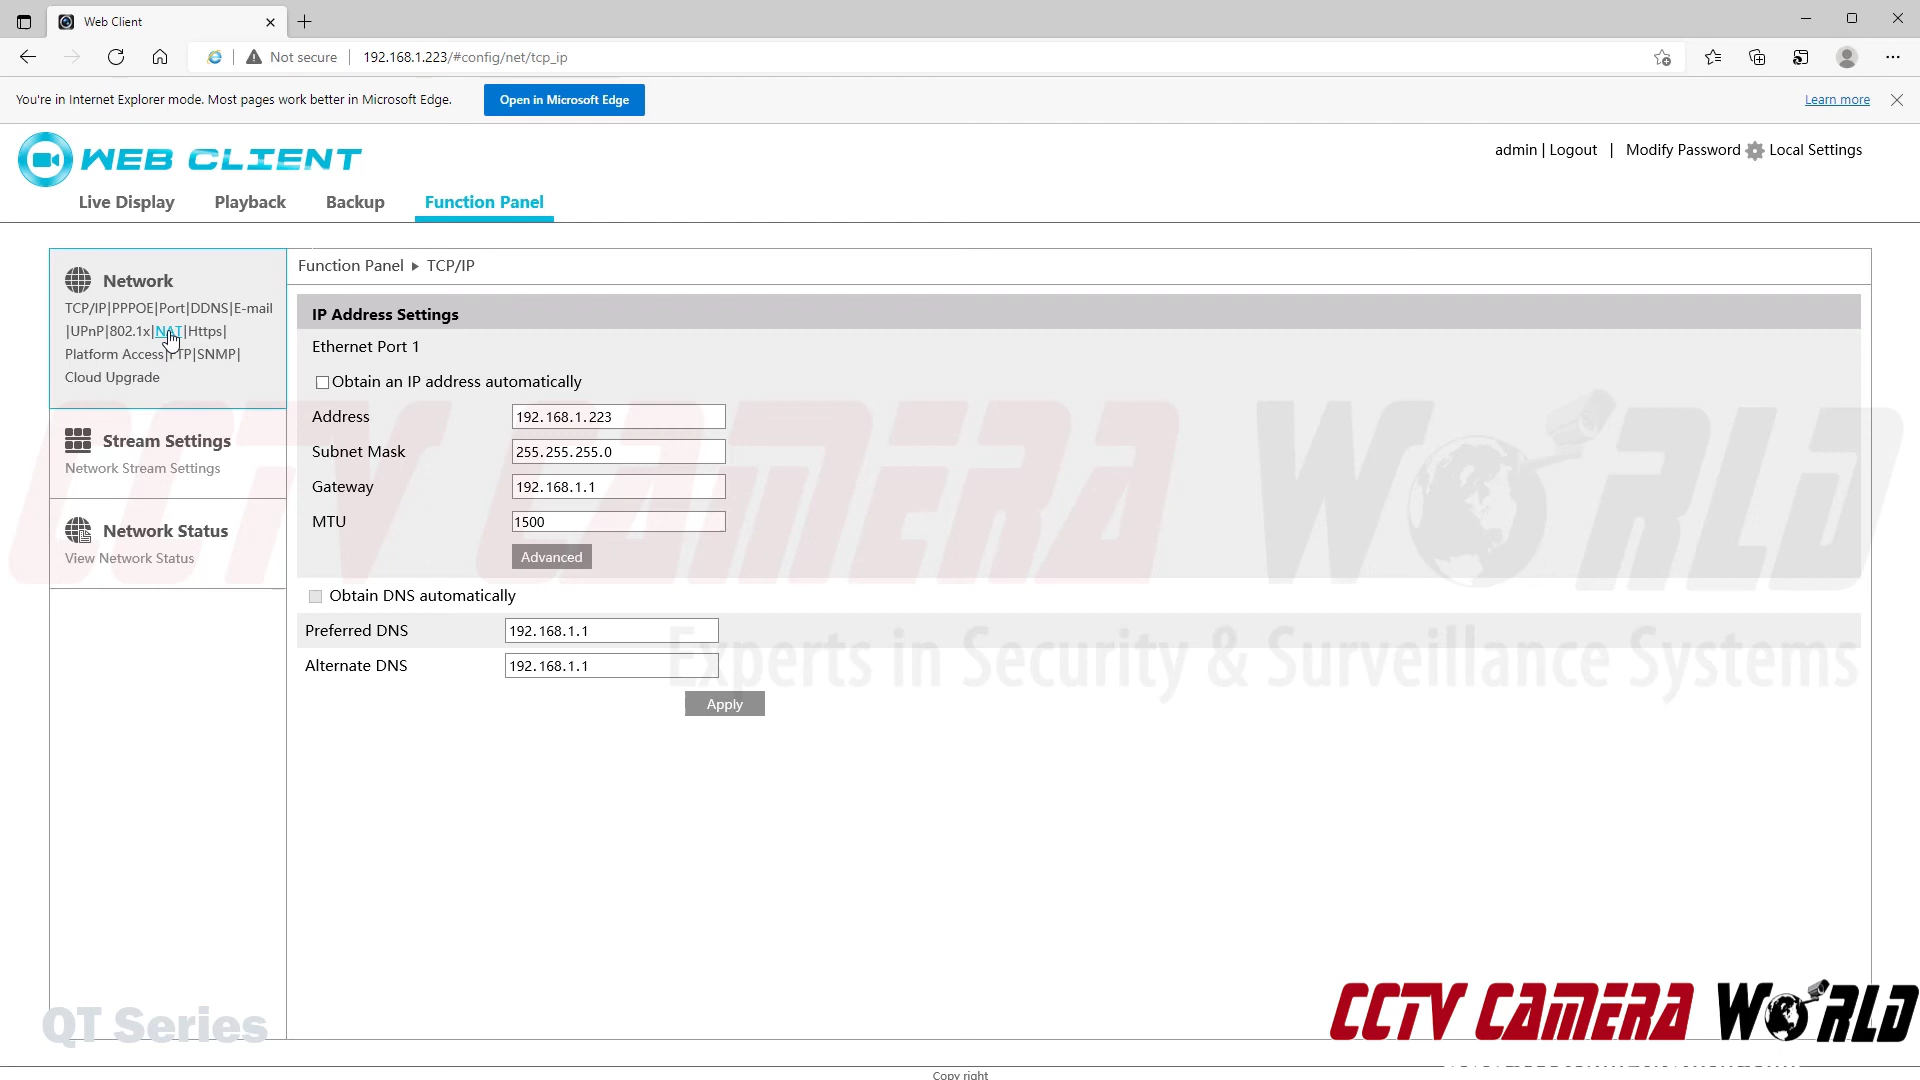 Web Client
Not secure
192.168.1.223/#config/net/tcp_ip
You're in Internet Explorer mode. Most pages work better in Microsoft Edge.
Open in Microsoft Edge
Learn more
WEB CLIENT
admin | Logout | Modify Password Local Settings
Live Display Playback Backup Function Panel
Network
TCP/IP|PPPOE|Port|DDNS|E-mail
|UPnP|802.1x|NAT|Https|
Platform Access|FTP|SNMP|
Cloud Upgrade
Stream Settings
Network Stream Settings
Network Status
View Network Status
Function Panel ▸ TCP/IP
IP Address Settings
Ethernet Port 1
Obtain an IP address automatically
Address 192.168.1.223
Subnet Mask 255.255.255.0
Gateway 192.168.1.1
MTU 1500
Advanced
Obtain DNS automatically
Preferred DNS 192.168.1.1
Alternate DNS 192.168.1.1
Apply
CCTV CAMERA WORLD
Experts in Security & Surveillance Systems
QT Series
CCTV CAMERA WORLD
Copy right